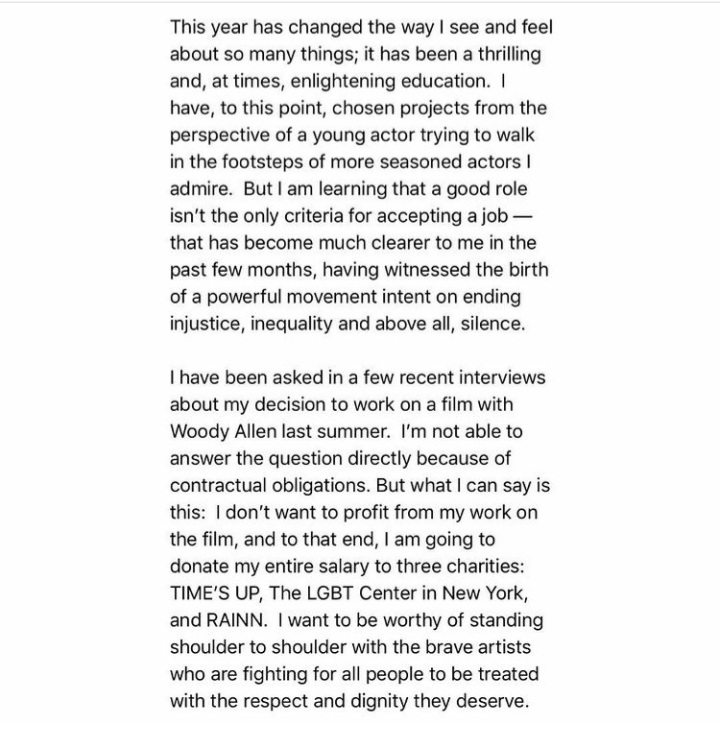 This year has changed the way I see and feel
about so many things; it has been a thrilling
and, at times, enlightening education.  I
have, to this point, chosen projects from the
perspective of a young actor trying to walk
in the footsteps of more seasoned actors I
admire.  But I am learning that a good role
isn’t the only criteria for accepting a job —
that has become much clearer to me in the
past few months, having witnessed the birth
of a powerful movement intent on ending
injustice, inequality and above all, silence.

I have been asked in a few recent interviews
about my decision to work on a film with
Woody Allen last summer.  I’m not able to
answer the question directly because of
contractual obligations. But what I can say is
this:  I don’t want to profit from my work on
the film, and to that end, I am going to
donate my entire salary to three charities:
TIME’S UP, The LGBT Center in New York,
and RAINN.  I want to be worthy of standing
shoulder to shoulder with the brave artists
who are fighting for all people to be treated
with the respect and dignity they deserve.